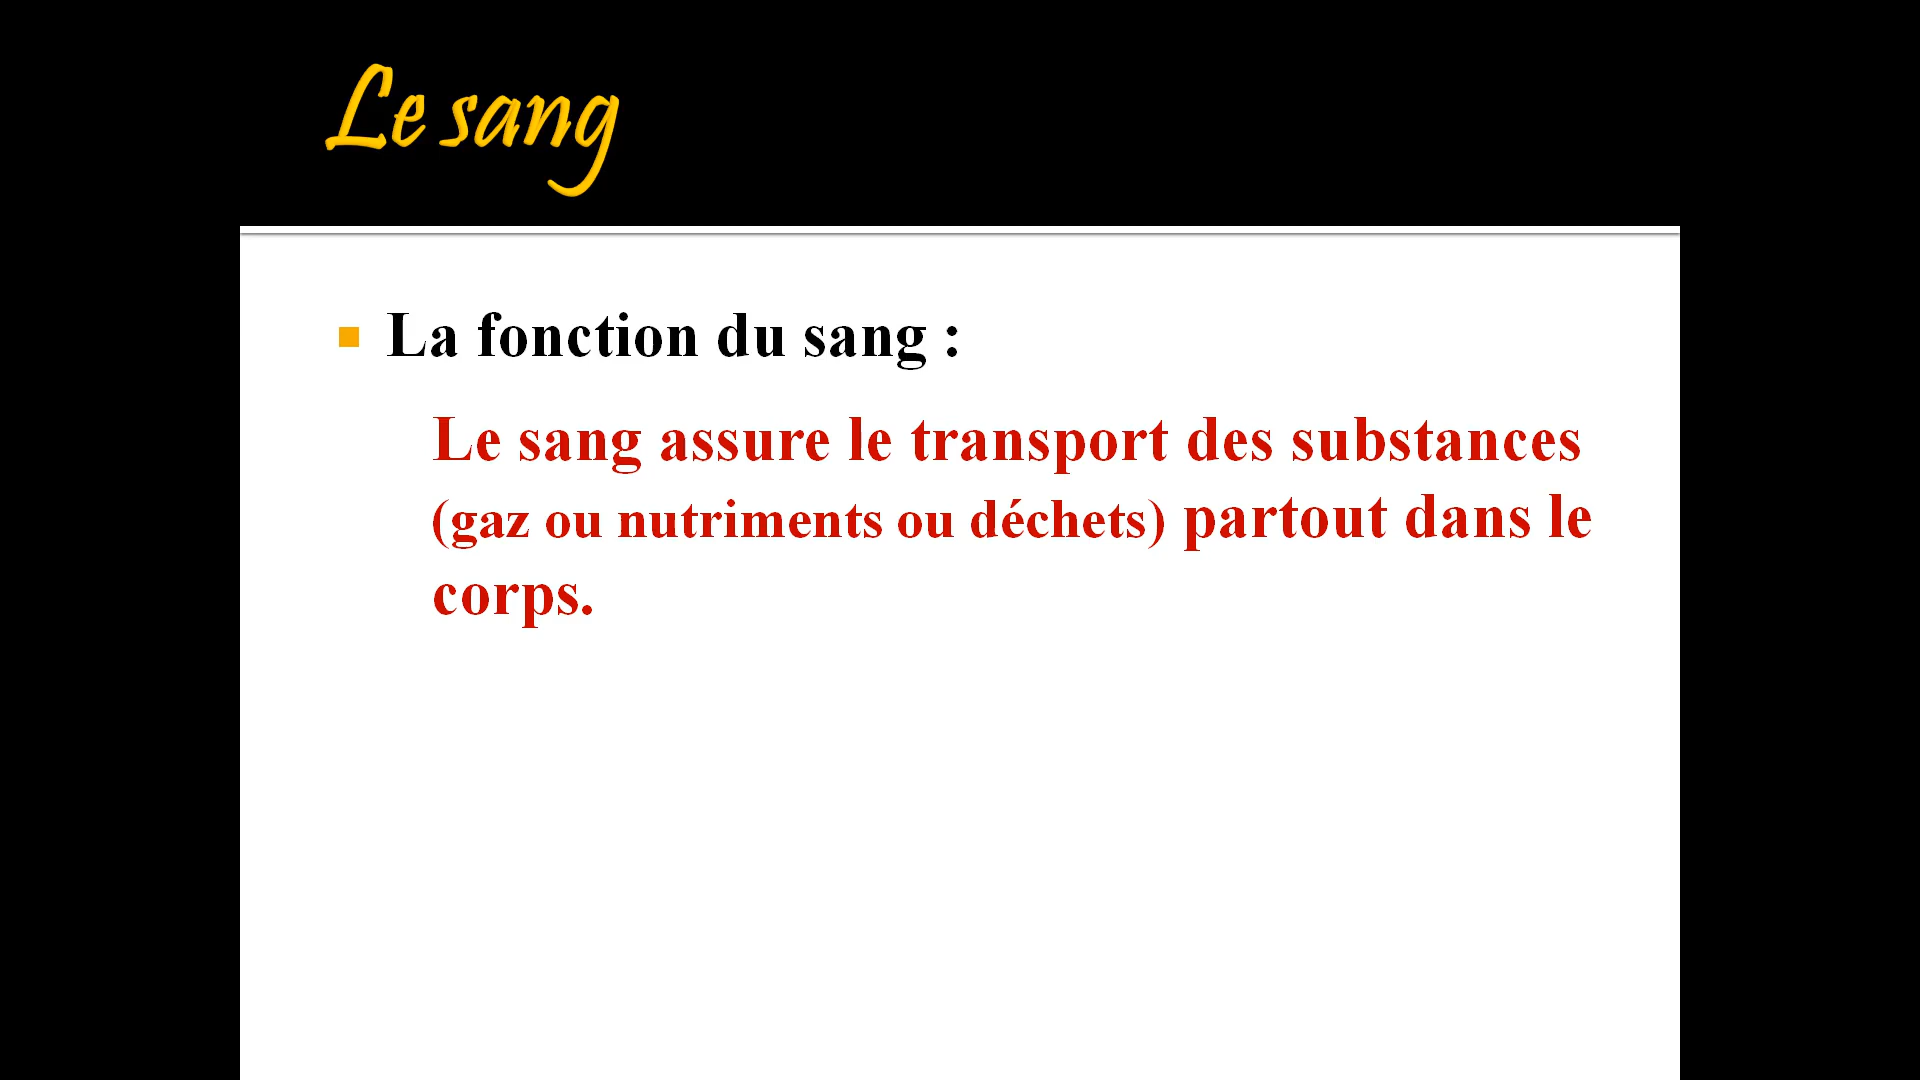 Le sang
La fonction du sang :
Le sang assure le transport des substances
(gaz ou nutriments ou déchets) partout dans le
corps.